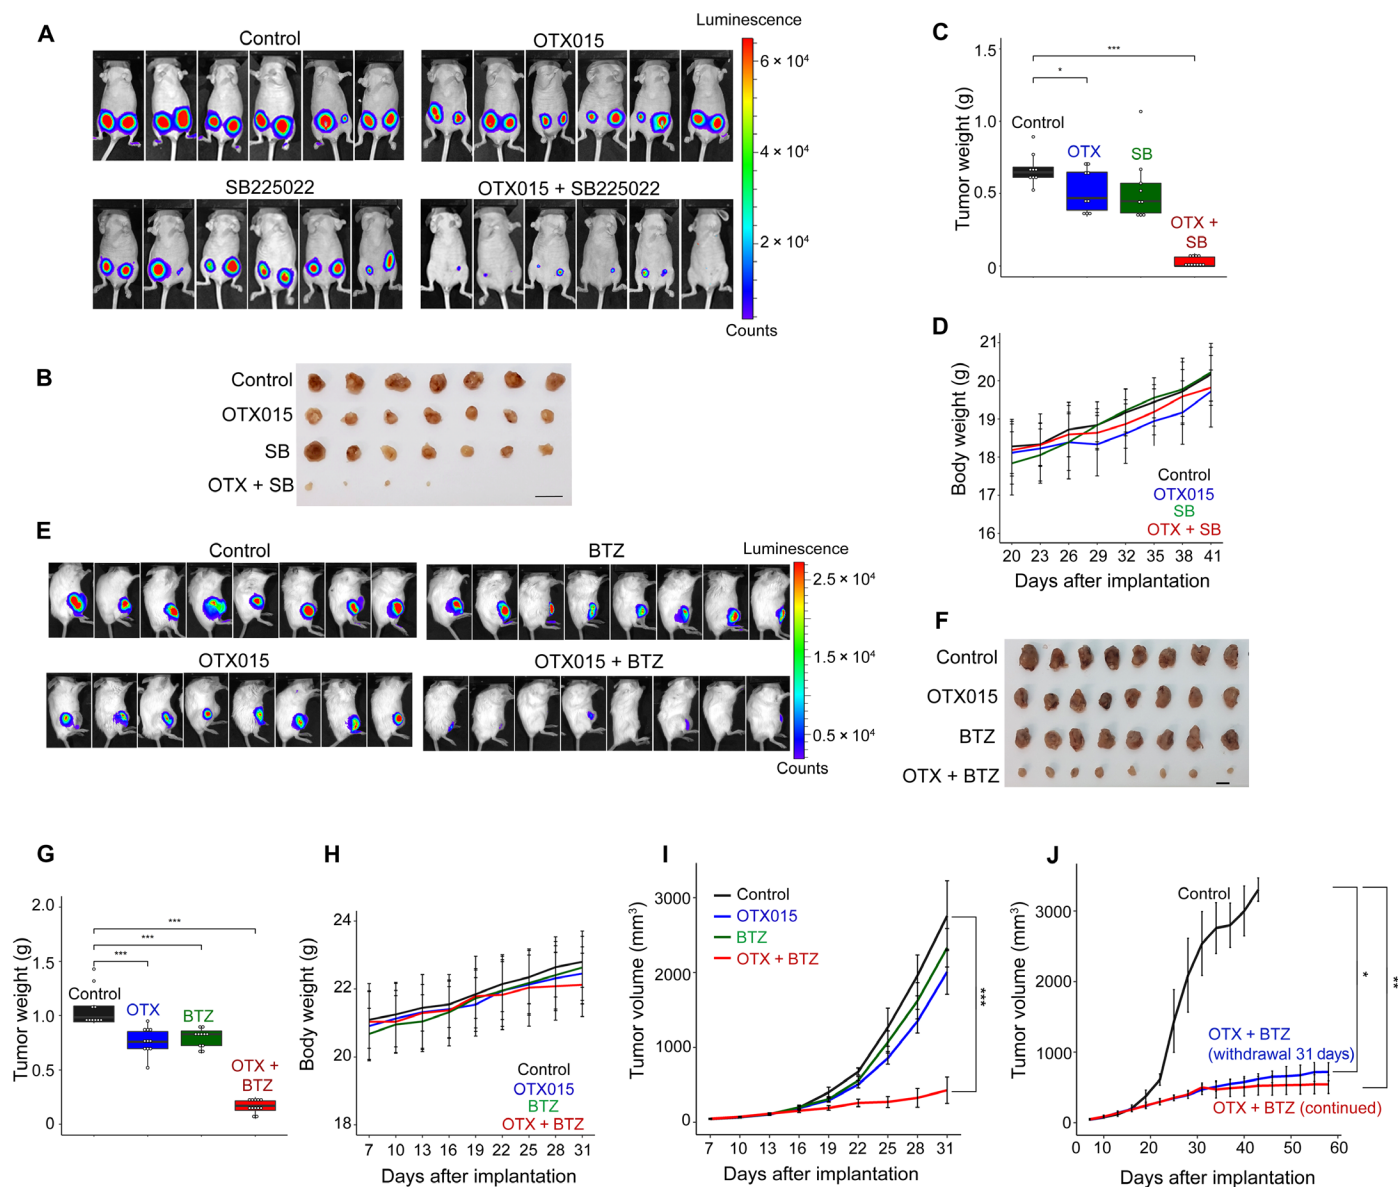 A
Control
OTX015
Luminescence
6 × 10⁴
4 × 10⁴
2 × 10⁴
Counts
SB225022
OTX015 + SB225022
B
Control
OTX015
SB
OTX + SB
C
Tumor weight (g)
1.5
1.0
0.5
0
***
*
Control
OTX
SB
OTX +
SB
D
Body weight (g)
21
20
19
18
17
16
Control
OTX015
SB
OTX + SB
20 23 26 29 32 35 38 41
Days after implantation
E
Control
BTZ
Luminescence
2.5 × 10⁴
1.5 × 10⁴
0.5 × 10⁴
Counts
OTX015
OTX015 + BTZ
F
Control
OTX015
BTZ
OTX + BTZ
G
Tumor weight (g)
2.0
1.5
1.0
0.5
0
***
***
***
Control
OTX
BTZ
OTX +
BTZ
H
Body weight (g)
24
22
20
18
Control
OTX015
BTZ
OTX + BTZ
7 10 13 16 19 22 25 28 31
Days after implantation
I
Tumor volume (mm³)
3000
2000
1000
0
Control
OTX015
BTZ
OTX + BTZ
***
7 10 13 16 19 22 25 28 31
Days after implantation
J
Tumor volume (mm³)
3000
2000
1000
0
Control
*
**
OTX + BTZ
(withdrawal 31 days)
OTX + BTZ (continued)
0 10 20 30 40 50 60
Days after implantation